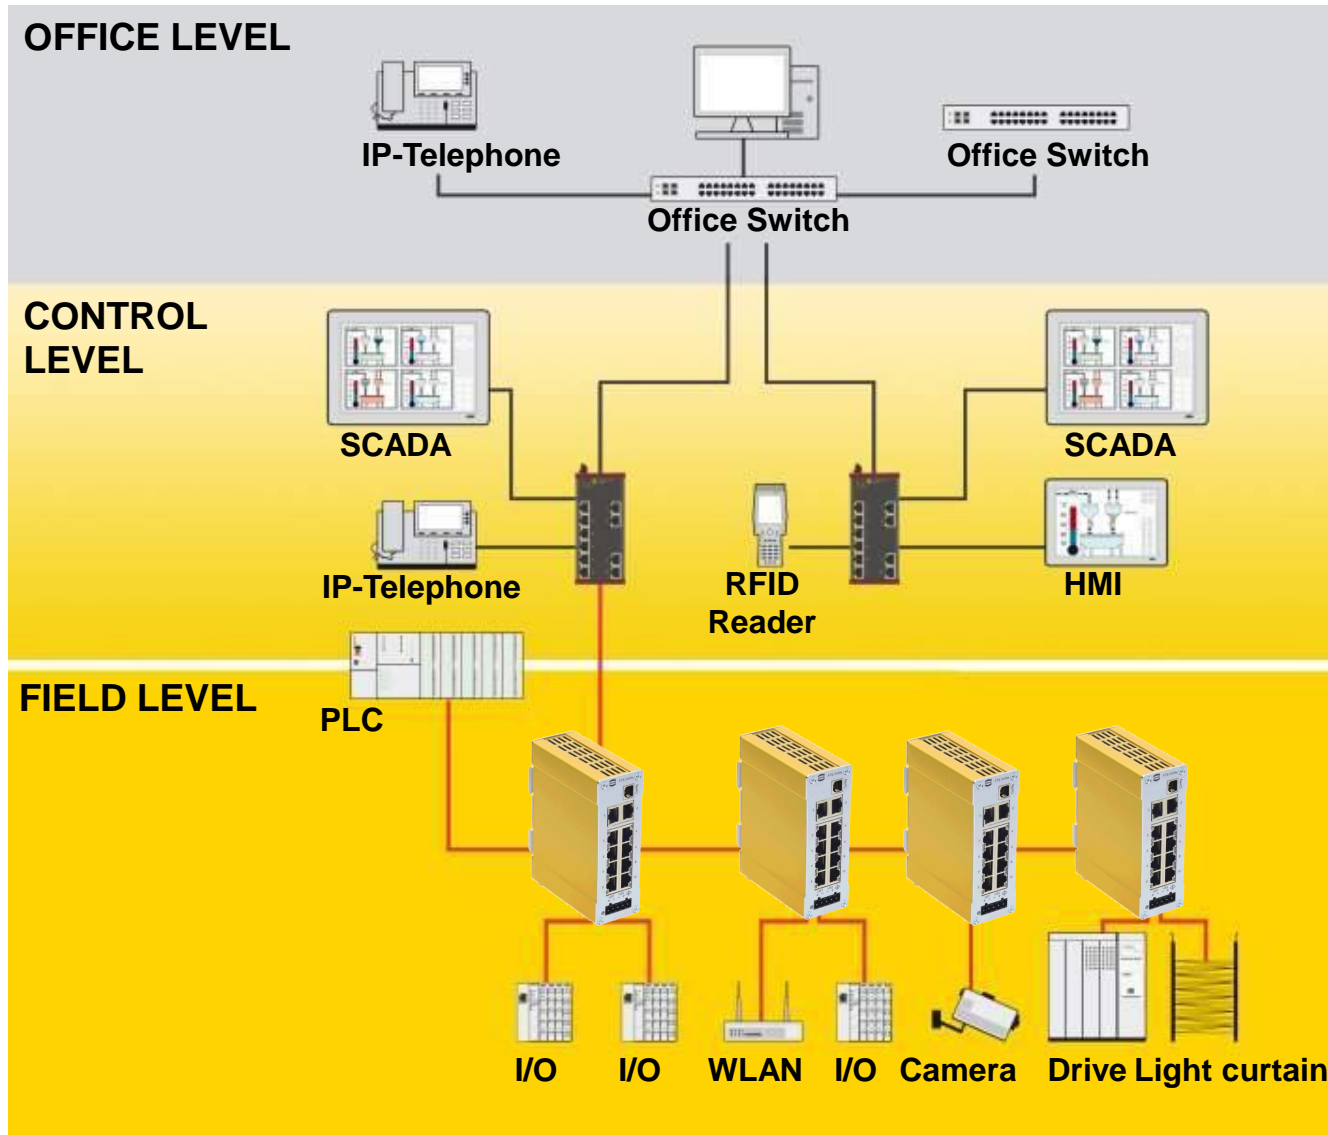 OFFICE LEVEL
IP-Telephone
Office Switch
Office Switch
CONTROL
LEVEL
SCADA
SCADA
IP-Telephone
RFID
Reader
HMI
FIELD LEVEL
PLC
I/O
I/O
WLAN
I/O
Camera
Drive
Light curtain